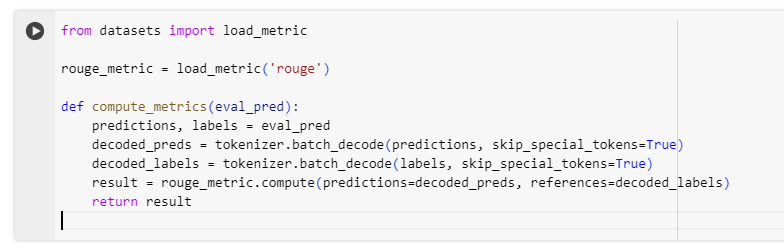 from datasets import load_metric
rouge_metric = load_metric('rouge')
def compute_metrics(eval_pred):
    predictions, labels = eval_pred
    decoded_preds = tokenizer.batch_decode(predictions, skip_special_tokens=True)
    decoded_labels = tokenizer.batch_decode(labels, skip_special_tokens=True)
    result = rouge_metric.compute(predictions=decoded_preds, references=decoded_labels)
    return result